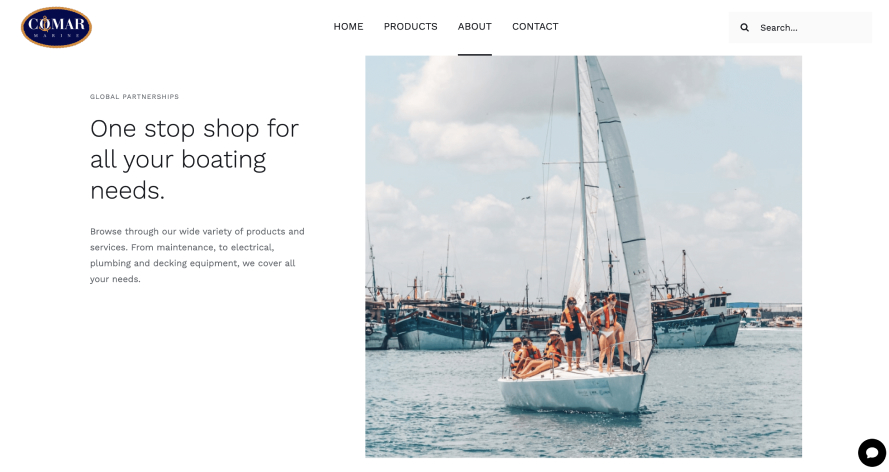 COMAR
MARINE
HOME
PRODUCTS
ABOUT
CONTACT
Search...
GLOBAL PARTNERSHIPS
One stop shop for
all your boating
needs.
Browse through our wide variety of products and
services. From maintenance, to electrical,
plumbing and decking equipment, we cover all
your needs.